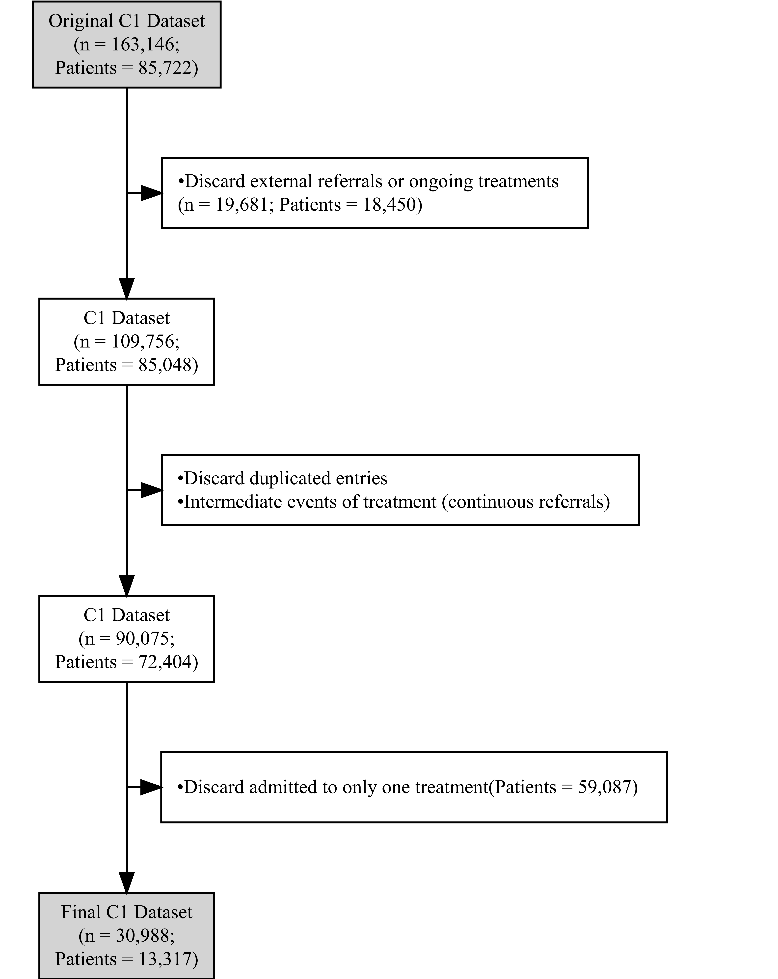 Original C1 Dataset
(n = 163,146;
Patients = 85,722)
•Discard external referrals or ongoing treatments
(n = 19,681; Patients = 18,450)
C1 Dataset
(n = 109,756;
Patients = 85,048)
•Discard duplicated entries
•Intermediate events of treatment (continuous referrals)
C1 Dataset
(n = 90,075;
Patients = 72,404)
•Discard admitted to only one treatment(Patients = 59,087)
Final C1 Dataset
(n = 30,988;
Patients = 13,317)